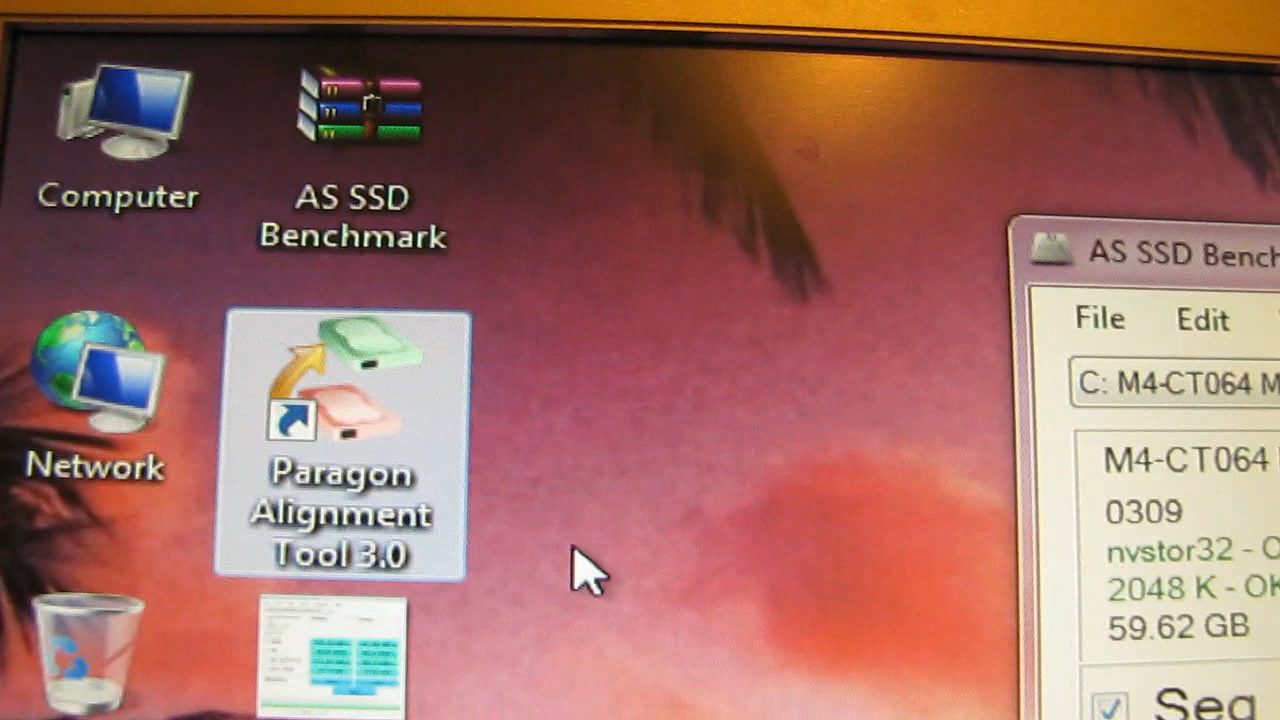 Computer
AS SSD
Benchmark
Network
Paragon
Alignment
Tool 3.0
AS SSD Bench
File Edit
C: M4-CT064 M
M4-CT064
0309
nvstor32 - O
2048 K - OK
59.62 GB
Seq